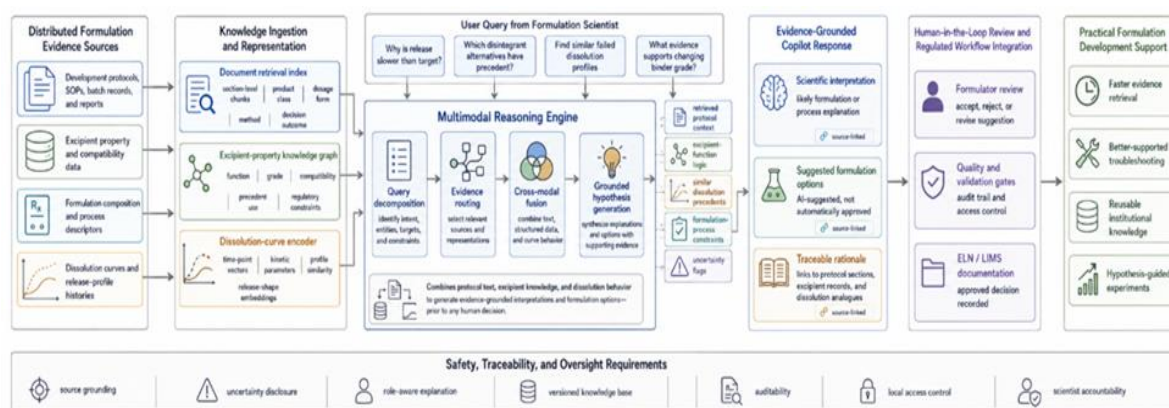 Distributed Formulation
Evidence Sources
Development protocols,
SOPs, batch records,
and reports
Excipient property
and compatibility
data
Formulation composition
and process
descriptors
Dissolution curves and
release-profile
histories
Knowledge Ingestion
and Representation
Document retrieval index
section-level
chunks
product
class
dosage
form
method
decision
outcome
Excipient-property knowledge graph
function
grade
compatibility
precedent
use
regulatory
constraints
Dissolution-curve encoder
time-point
vectors
kinetic
parameters
profile
similarity
release-shape
embeddings
User Query from Formulation Scientist
Why is release
slower than target?
Which disintegrant
alternatives have
precedent?
Find similar failed
dissolution
profiles
What evidence
supports changing
binder grade?
Multimodal Reasoning Engine
Query
decomposition
identify intent,
entities, targets,
and constraints
Evidence
routing
select relevant
sources and
representations
Cross-modal
fusion
combine text,
structured data,
and curve behavior
Grounded
hypothesis
generation
synthesize explanations
and options with
supporting evidence
Combines protocol text, excipient knowledge, and dissolution behavior
to generate evidence-grounded interpretations and formulation options—
prior to any human decision.
retrieved
protocol
context
excipient-
function
logic
similar
dissolution
precedents
formulation-
process
constraints
uncertainty
flags
Evidence-Grounded
Copilot Response
Scientific interpretation
likely formulation or
process explanation
source-linked
Suggested formulation
options
AI-suggested, not
automatically approved
source-linked
Traceable rationale
links to protocol sections,
excipient records, and
dissolution analogues
source-linked
Human-in-the-Loop Review and
Regulated Workflow Integration
Formulator review
accept, reject, or
revise suggestion
Quality and
validation gates
audit trail and
access control
ELN / LIMS
documentation
approved decision
recorded
Practical Formulation
Development Support
Faster evidence
retrieval
Better-supported
troubleshooting
Reusable
institutional
knowledge
Hypothesis-guided
experiments
Safety, Traceability, and Oversight Requirements
source grounding
uncertainty disclosure
role-aware explanation
versioned knowledge base
auditability
local access control
scientist accountability